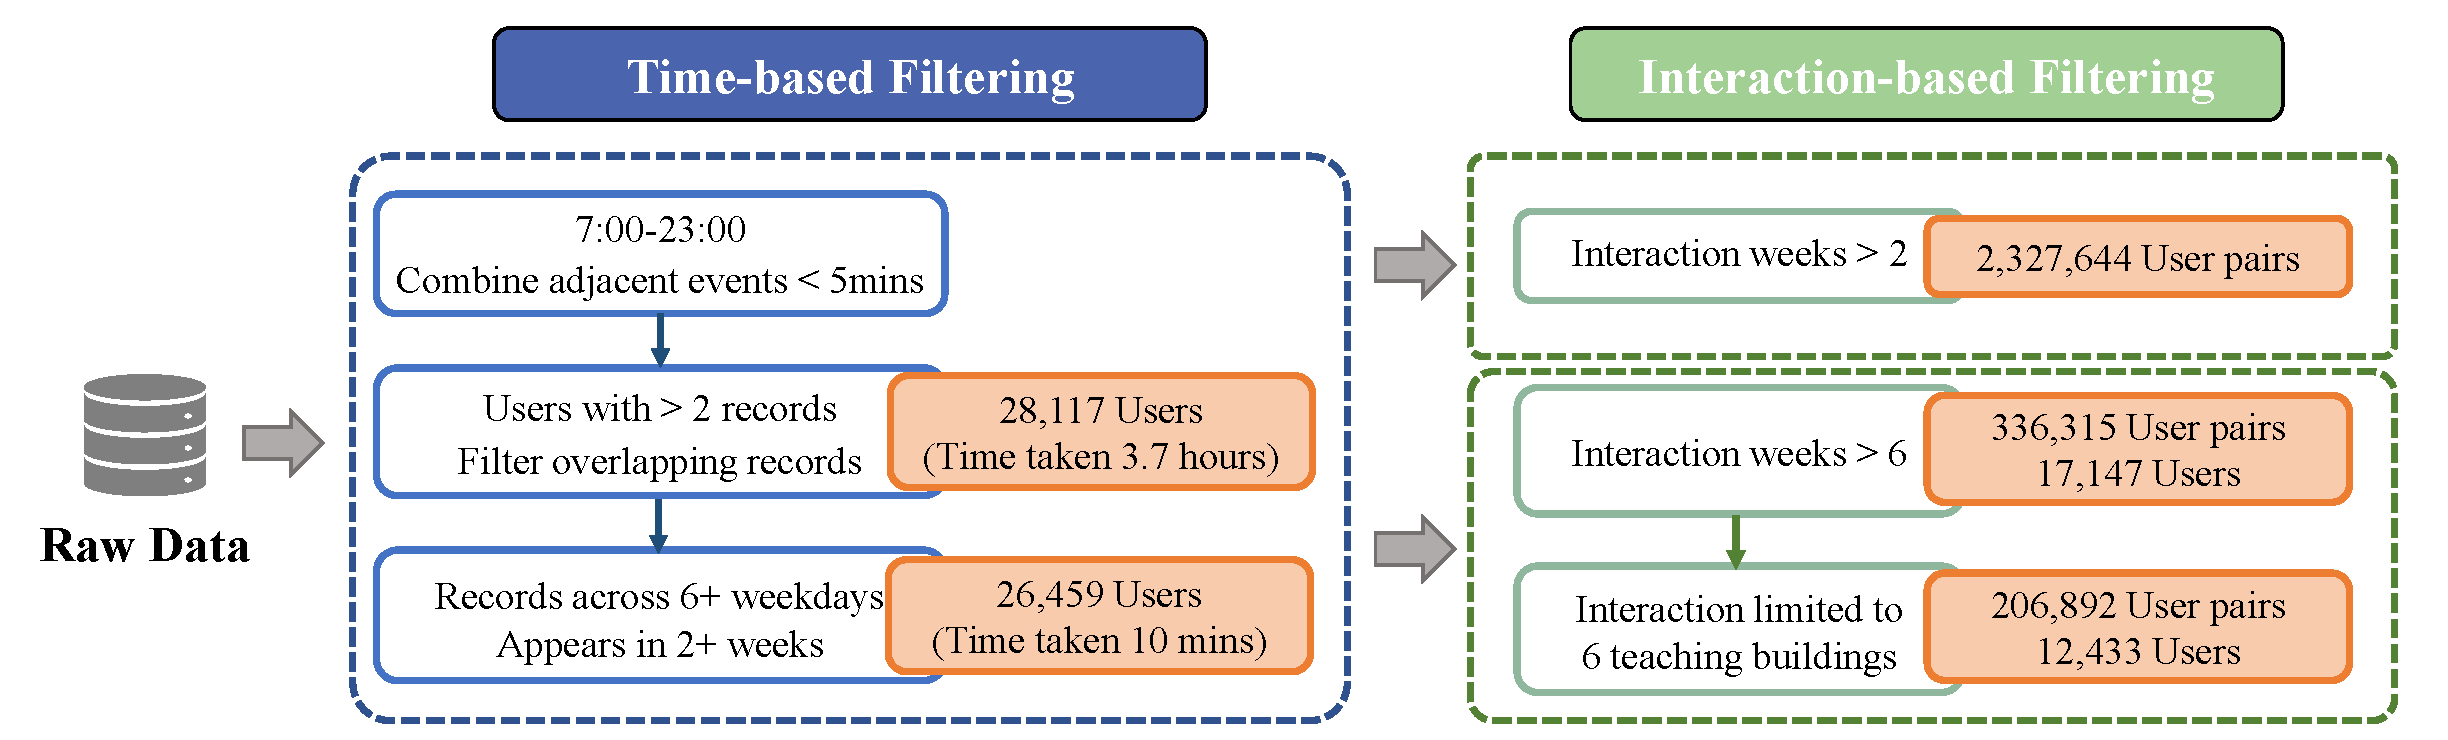 Time-based Filtering
Interaction-based Filtering
Raw Data
7:00-23:00
Combine adjacent events < 5mins
Users with > 2 records
Filter overlapping records
28,117 Users
(Time taken 3.7 hours)
Records across 6+ weekdays
Appears in 2+ weeks
26,459 Users
(Time taken 10 mins)
Interaction weeks > 2
2,327,644 User pairs
Interaction weeks > 6
336,315 User pairs
17,147 Users
Interaction limited to
6 teaching buildings
206,892 User pairs
12,433 Users